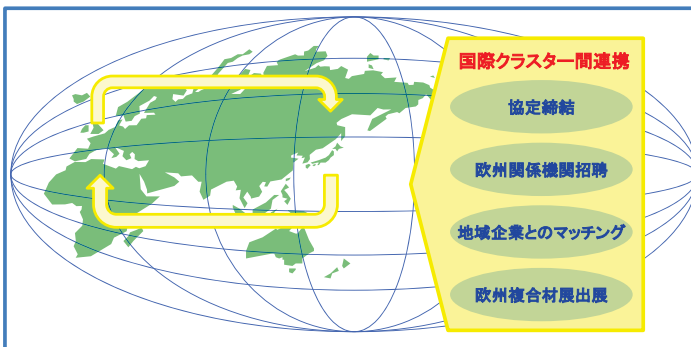 国際クラスター間連携
協定締結
欧州関係機関招聘
地域企業とのマッチング
欧州複合材展出展